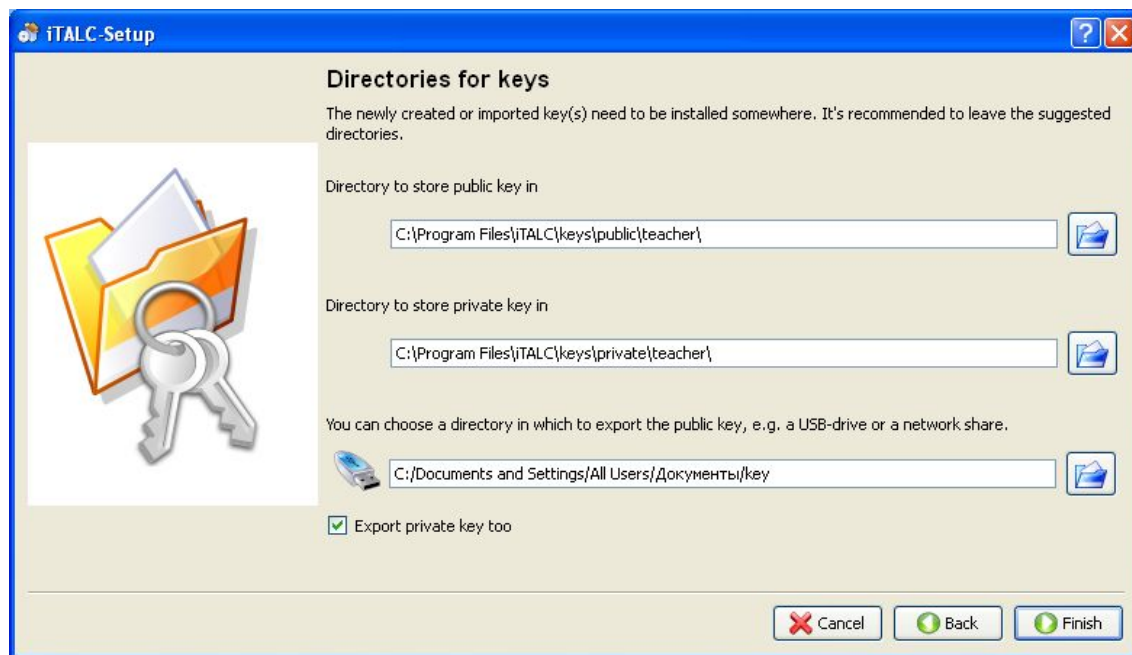 iTALC-Setup
Directories for keys
The newly created or imported key(s) need to be installed somewhere. It's recommended to leave the suggested
directories.
Directory to store public key in
C:\Program Files\iTALC\keys\public\teacher\
Directory to store private key in
C:\Program Files\iTALC\keys\private\teacher\
You can choose a directory in which to export the public key, e.g. a USB-drive or a network share.
C:/Documents and Settings/All Users/Документы/key
Export private key too
Cancel Back Finish